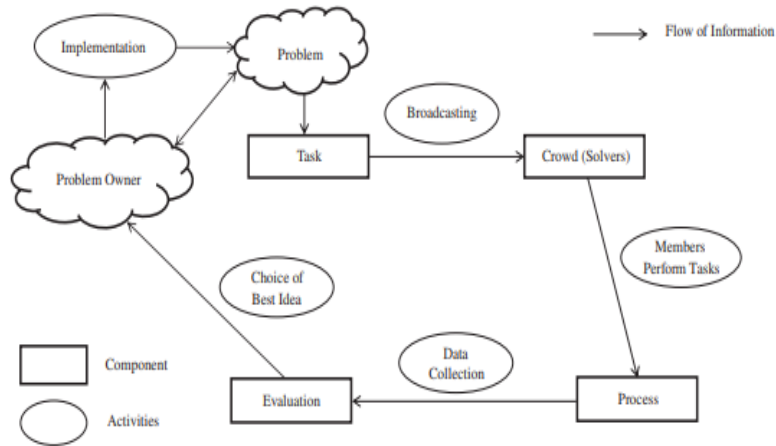 Implementation
Problem
Flow of Information
Broadcasting
Task
Crowd (Solvers)
Problem Owner
Members
Perform Tasks
Choice of
Best Idea
Data
Collection
Component
Evaluation
Process
Activities